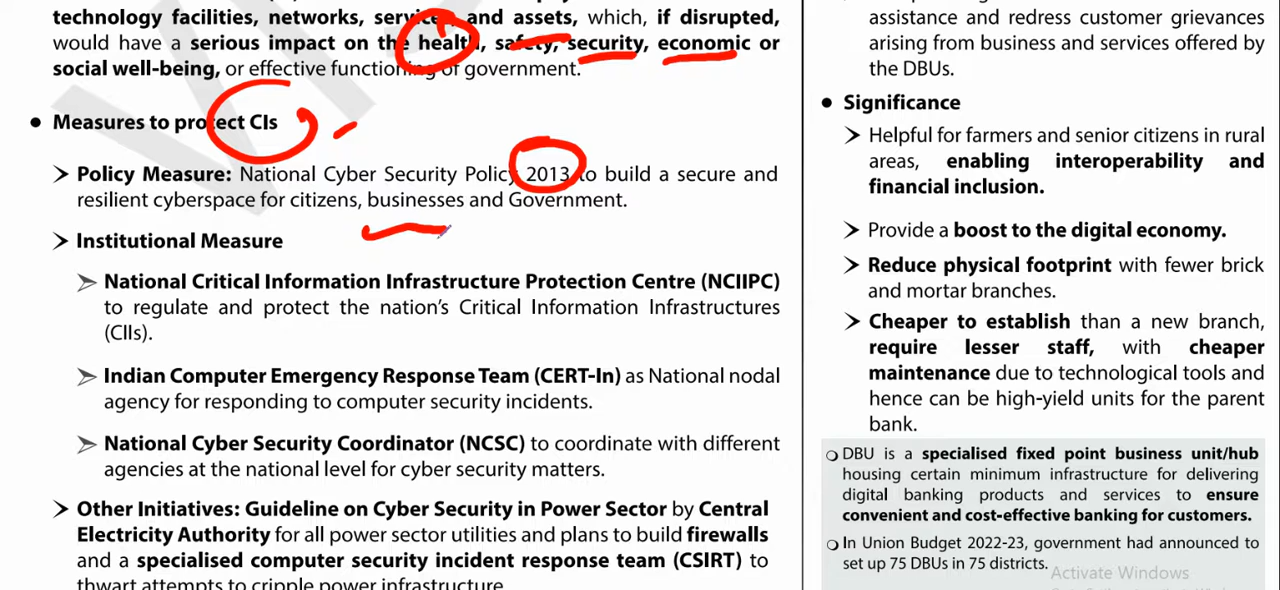 technology facilities, networks, services, and assets, which, if disrupted,
would have a serious impact on the health, safety, security, economic or
social well-being, or effective functioning of government.
● Measures to protect CIs
➤ Policy Measure: National Cyber Security Policy 2013 to build a secure and
resilient cyberspace for citizens, businesses and Government.
➤ Institutional Measure
➤ National Critical Information Infrastructure Protection Centre (NCIIPC)
to regulate and protect the nation's Critical Information Infrastructures
(CIIs).
➤ Indian Computer Emergency Response Team (CERT-In) as National nodal
agency for responding to computer security incidents.
➤ National Cyber Security Coordinator (NCSC) to coordinate with different
agencies at the national level for cyber security matters.
➤ Other Initiatives: Guideline on Cyber Security in Power Sector by Central
Electricity Authority for all power sector utilities and plans to build firewalls
and a specialised computer security incident response team (CSIRT) to
thwart attempts to cripple power infrastructure.
assistance and redress customer grievances
arising from business and services offered by
the DBUs.
● Significance
➤ Helpful for farmers and senior citizens in rural
areas, enabling interoperability and
financial inclusion.
➤ Provide a boost to the digital economy.
➤ Reduce physical footprint with fewer brick
and mortar branches.
➤ Cheaper to establish than a new branch,
require lesser staff, with cheaper
maintenance due to technological tools and
hence can be high-yield units for the parent
bank.
○ DBU is a specialised fixed point business unit/hub
housing certain minimum infrastructure for delivering
digital banking products and services to ensure
convenient and cost-effective banking for customers.
○ In Union Budget 2022-23, government had announced to
set up 75 DBUs in 75 districts.
Activate Windows